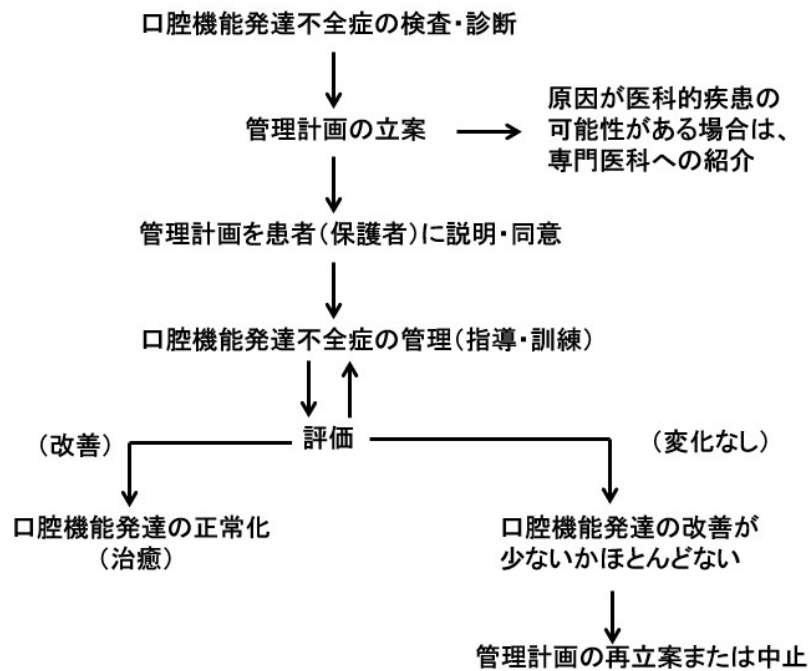 口腔機能発達不全症の検査・診断
管理計画の立案
原因が医科的疾患の
可能性がある場合は、
専門医科への紹介
管理計画を患者（保護者）に説明・同意
口腔機能発達不全症の管理（指導・訓練）
評価
（改善）
（変化なし）
口腔機能発達の正常化
（治癒）
口腔機能発達の改善が
少ないかほとんどない
管理計画の再立案または中止